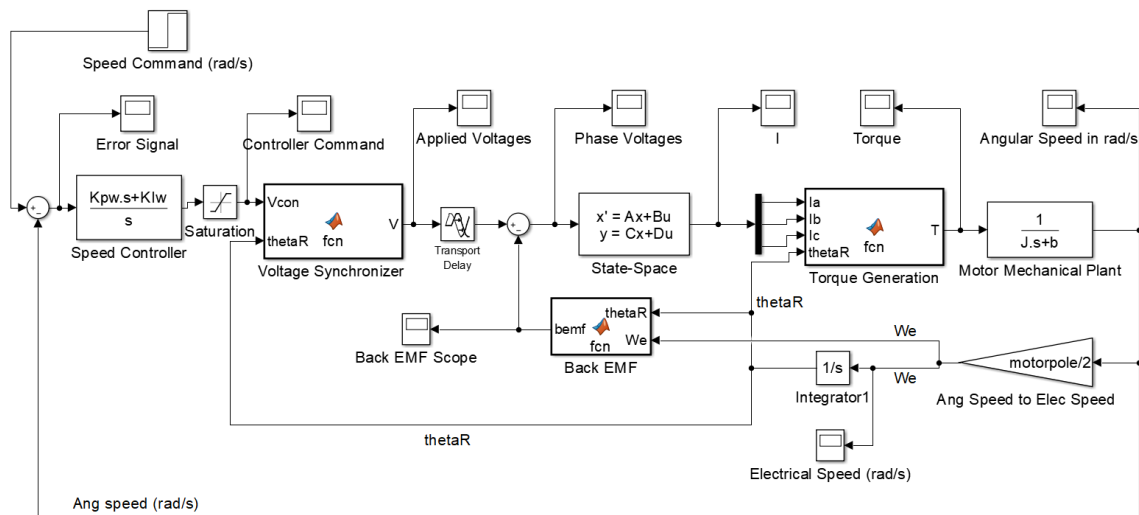 Speed Command (rad/s)
Error Signal
Controller Command
Applied Voltages
Phase Voltages
I
Torque
Angular Speed in rad/s
Kpw.s+KIw
s
Speed Controller
Saturation
Vcon
thetaR
fcn
V
Voltage Synchronizer
Transport
Delay
x' = Ax+Bu
y = Cx+Du
State-Space
Ia
Ib
Ic
thetaR
fcn
T
Torque Generation
1
J.s+b
Motor Mechanical Plant
thetaR
Back EMF Scope
bemf
thetaR
We
fcn
Back EMF
We
1/s
Integrator1
We
motorpole/2
Ang Speed to Elec Speed
thetaR
Electrical Speed (rad/s)
Ang speed (rad/s)